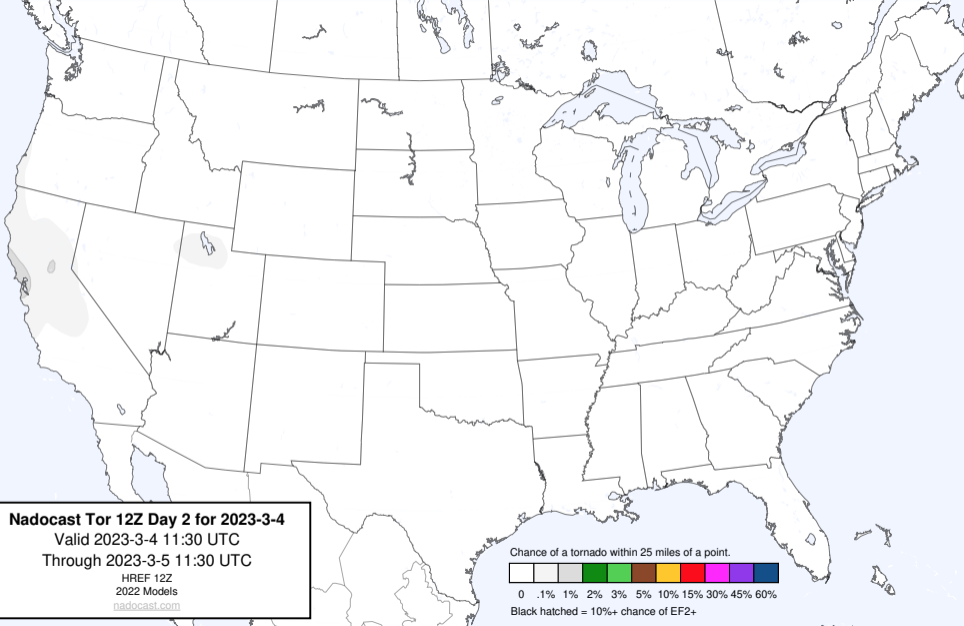 Nadocast Tor 12Z Day 2 for 2023-3-4
Valid 2023-3-4 11:30 UTC
Through 2023-3-5 11:30 UTC
HREF 12Z
2022 Models
nadocast.com
Chance of a tornado within 25 miles of a point.
0 .1% 1% 2% 3% 5% 10% 15% 30% 45% 60%
Black hatched = 10%+ chance of EF2+